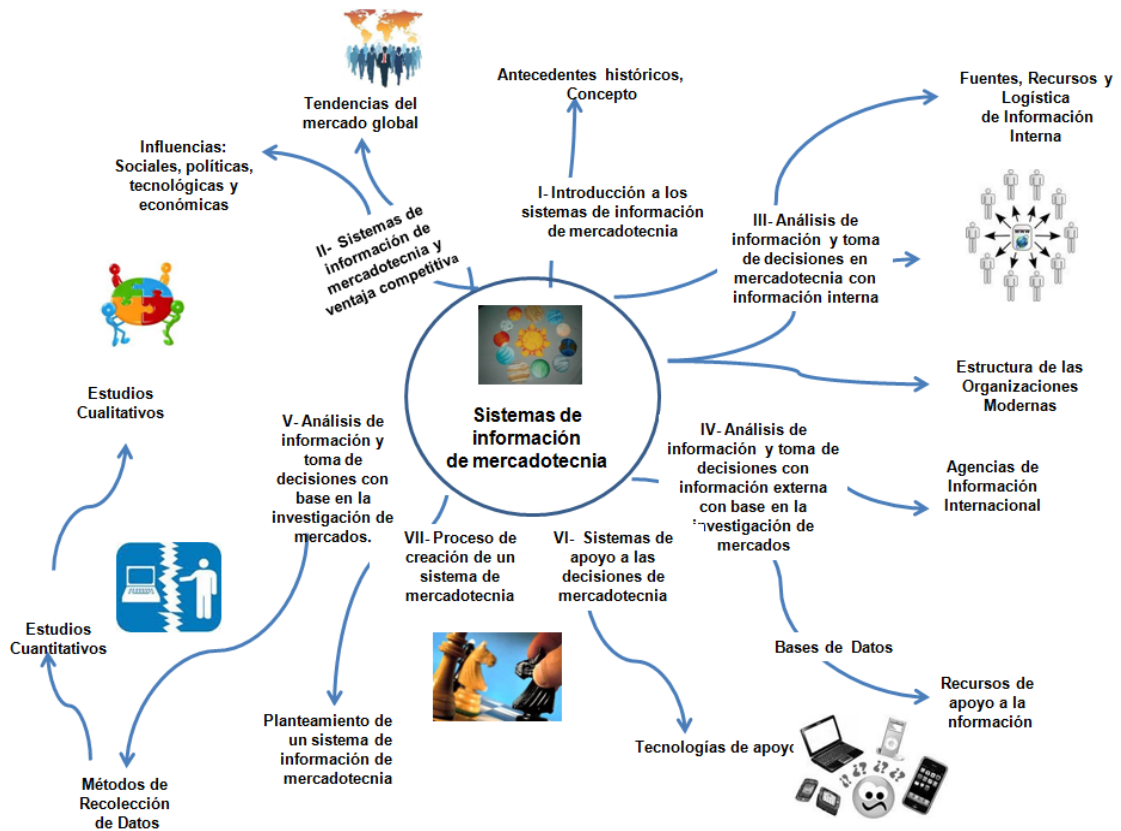 Antecedentes históricos,
Concepto
Fuentes, Recursos y
Logística
de Información
Interna
Tendencias del
mercado global
Influencias:
Sociales, políticas,
tecnológicas y
económicas
I- Introducción a los
sistemas de información
de mercadotecnia
II- Sistemas de
información de
mercadotecnia y
ventaja competitiva
III- Análisis de
información y toma
de decisiones en
mercadotecnia con
información interna
WWW
Estructura de las
Organizaciones
Modernas
Sistemas de
información
de mercadotecnia
Estudios
Cualitativos
V- Análisis de
información y
toma de
decisiones con
base en la
investigación de
mercados.
IV- Análisis de
información y toma de
decisiones con
información externa
con base en la
investigación de
mercados
Agencias de
Información
Internacional
VII- Proceso de
creación de un
sistema de
mercadotecnia
VI- Sistemas de
apoyo a las
decisiones de
mercadotecnia
Estudios
Cuantitativos
Bases de Datos
Recursos de
apoyo a la
nformación
Planteamiento de
un sistema de
información de
mercadotecnia
Tecnologías de apoyo
? ? ? ? ? ?
Métodos de
Recolección
de Datos